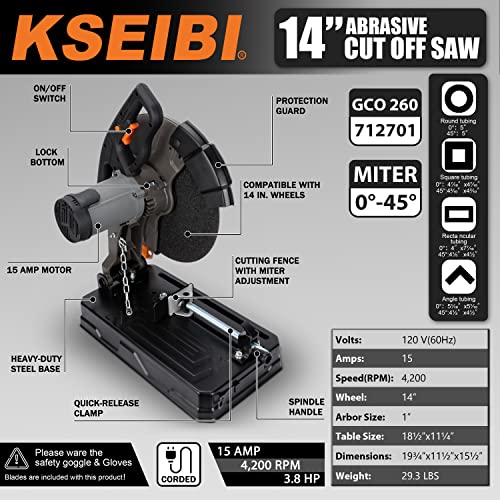 KSEIBI®
14” ABRASIVE
CUT OFF SAW
ON/OFF
SWITCH
PROTECTION
GUARD
GCO 260
712701
Round tubing
0°: 5"
45°: 5"
LOCK
BOTTOM
COMPATIBLE WITH
14 IN. WHEELS
MITER
0°-45°
Square tubing
Rectacular
tubing
15 AMP MOTOR
CUTTING FENCE
WITH MITER
ADJUSTMENT
Angle tubing
HEAVY-DUTY
STEEL BASE
QUICK-RELEASE
CLAMP
SPINDLE
HANDLE
Volts: 120 V(60Hz)
Amps: 15
Speed(RPM): 4,200
Wheel: 14"
Arbor Size: 1"
Table Size: 18½"x11¼"
Dimensions: 19¾"x11½"x15½"
Weight: 29.3 LBS
Please ware the
safety goggle & Gloves
Blades are included with this product!
CORDED
15 AMP
4,200 RPM
3.8 HP